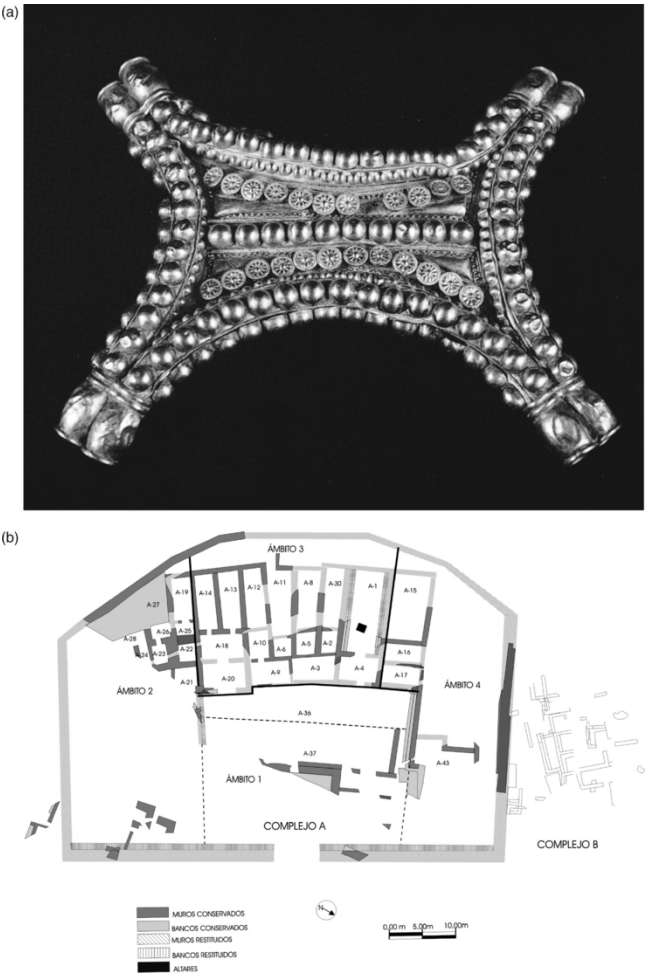 (a)
(b)
ÁMBITO 3
A-19
A-14
A-13
A-12
A-11
A-8
A-30
A-1
A-15
A-27
A-28
A-26
A-25
A-24
A-23
A-22
A-18
A-10
A-6
A-5
A-2
A-16
A-21
A-20
A-9
A-3
A-4
A-17
ÁMBITO 2
ÁMBITO 4
A-36
A-37
A-43
ÁMBITO 1
COMPLEJO A
COMPLEJO B
MUROS CONSERVADOS
BANCOS CONSERVADOS
MUROS RESTITUIDOS
BANCOS RESTITUIDOS
ALTARES
N
0,00 m 5.00m 10.00m